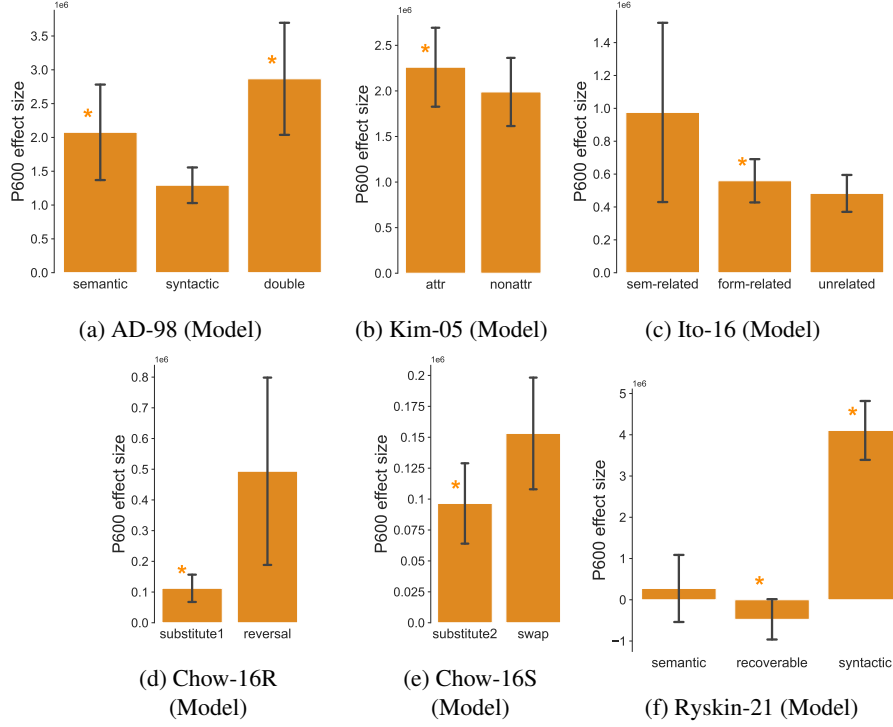 1e6
P600 effect size
3.5
3.0
2.5
2.0
1.5
1.0
0.5
0.0
*
*
semantic syntactic double
(a) AD-98 (Model)
1e6
P600 effect size
2.5
2.0
1.5
1.0
0.5
0.0
*
attr nonattr
(b) Kim-05 (Model)
1e6
P600 effect size
1.4
1.2
1.0
0.8
0.6
0.4
0.2
0.0
*
sem-related form-related unrelated
(c) Ito-16 (Model)
1e6
P600 effect size
0.8
0.7
0.6
0.5
0.4
0.3
0.2
0.1
0.0
*
substitute1 reversal
(d) Chow-16R
(Model)
1e6
P600 effect size
0.2
0.175
0.15
0.125
0.1
0.075
0.05
0.025
0.0
*
substitute2 swap
(e) Chow-16S
(Model)
1e6
P600 effect size
5
4
3
2
1
0
−1
*
*
semantic recoverable syntactic
(f) Ryskin-21 (Model)